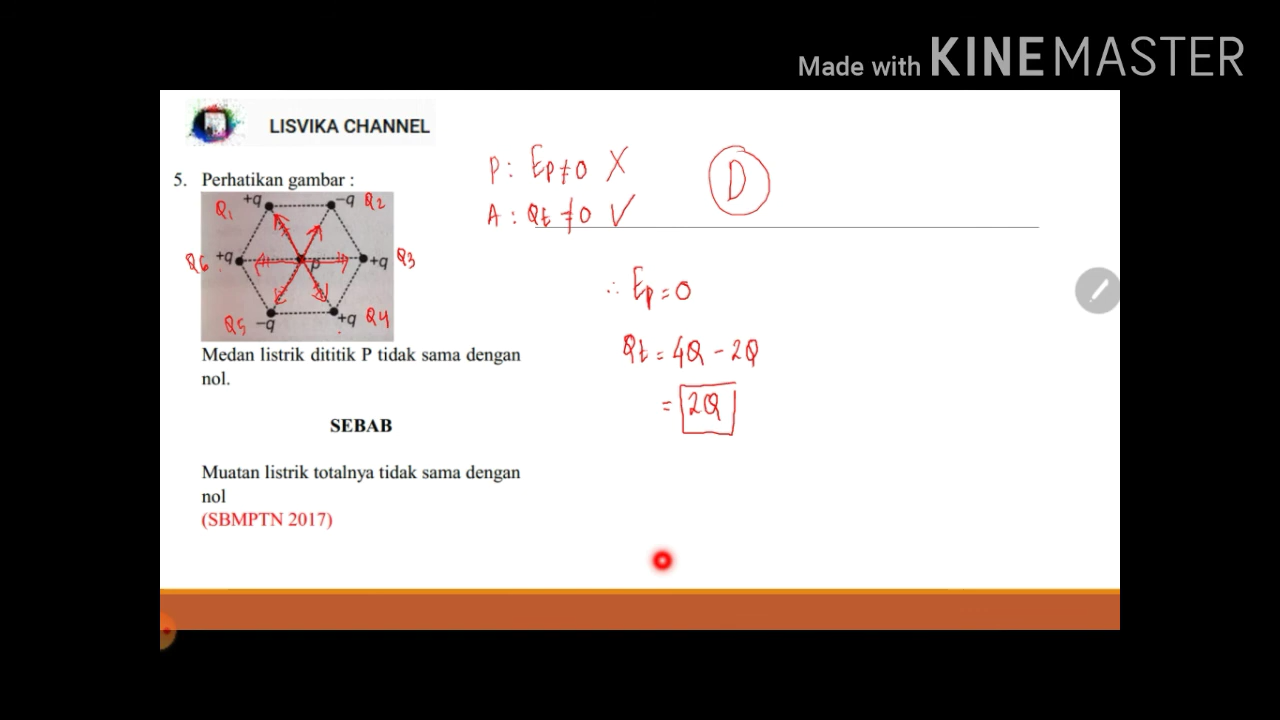 Made with KINEMASTER
LISVIKA CHANNEL
5. Perhatikan gambar :
+q -q
Q1 Q2
+q +q
Q6 Q3
P
-q +q
Q5 Q4
Medan listrik dititik P tidak sama dengan
nol.
SEBAB
Muatan listrik totalnya tidak sama dengan
nol
(SBMPTN 2017)
P : Ep ≠ 0 X
A : Qt ≠ 0 ✓
D
∴ Ep = 0
Qt = 4Q - 2Q
= 2Q